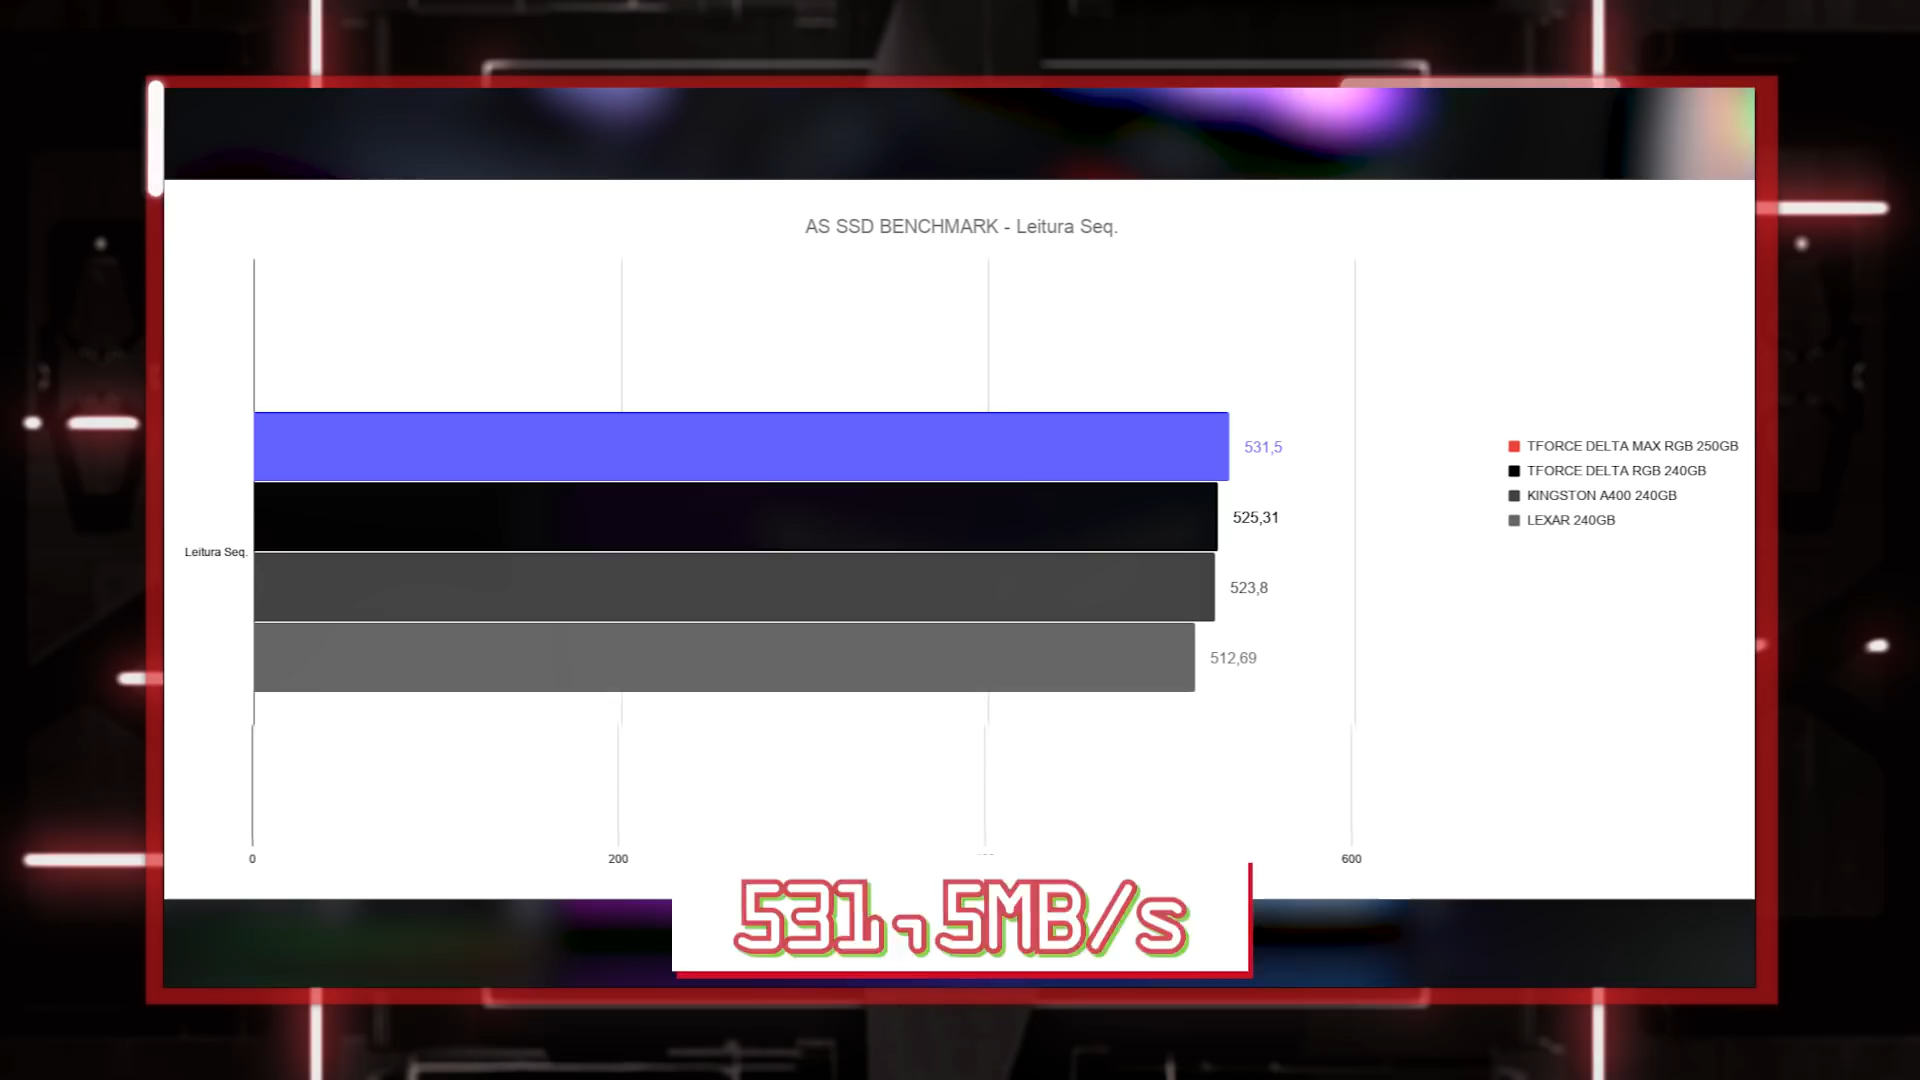 AS SSD BENCHMARK - Leitura Seq.
531,5
TFORCE DELTA MAX RGB 250GB
TFORCE DELTA RGB 240GB
KINGSTON A400 240GB
LEXAR 240GB
525,31
Leitura Seq.
523,8
512,69
0
200
600
531,5MB/s